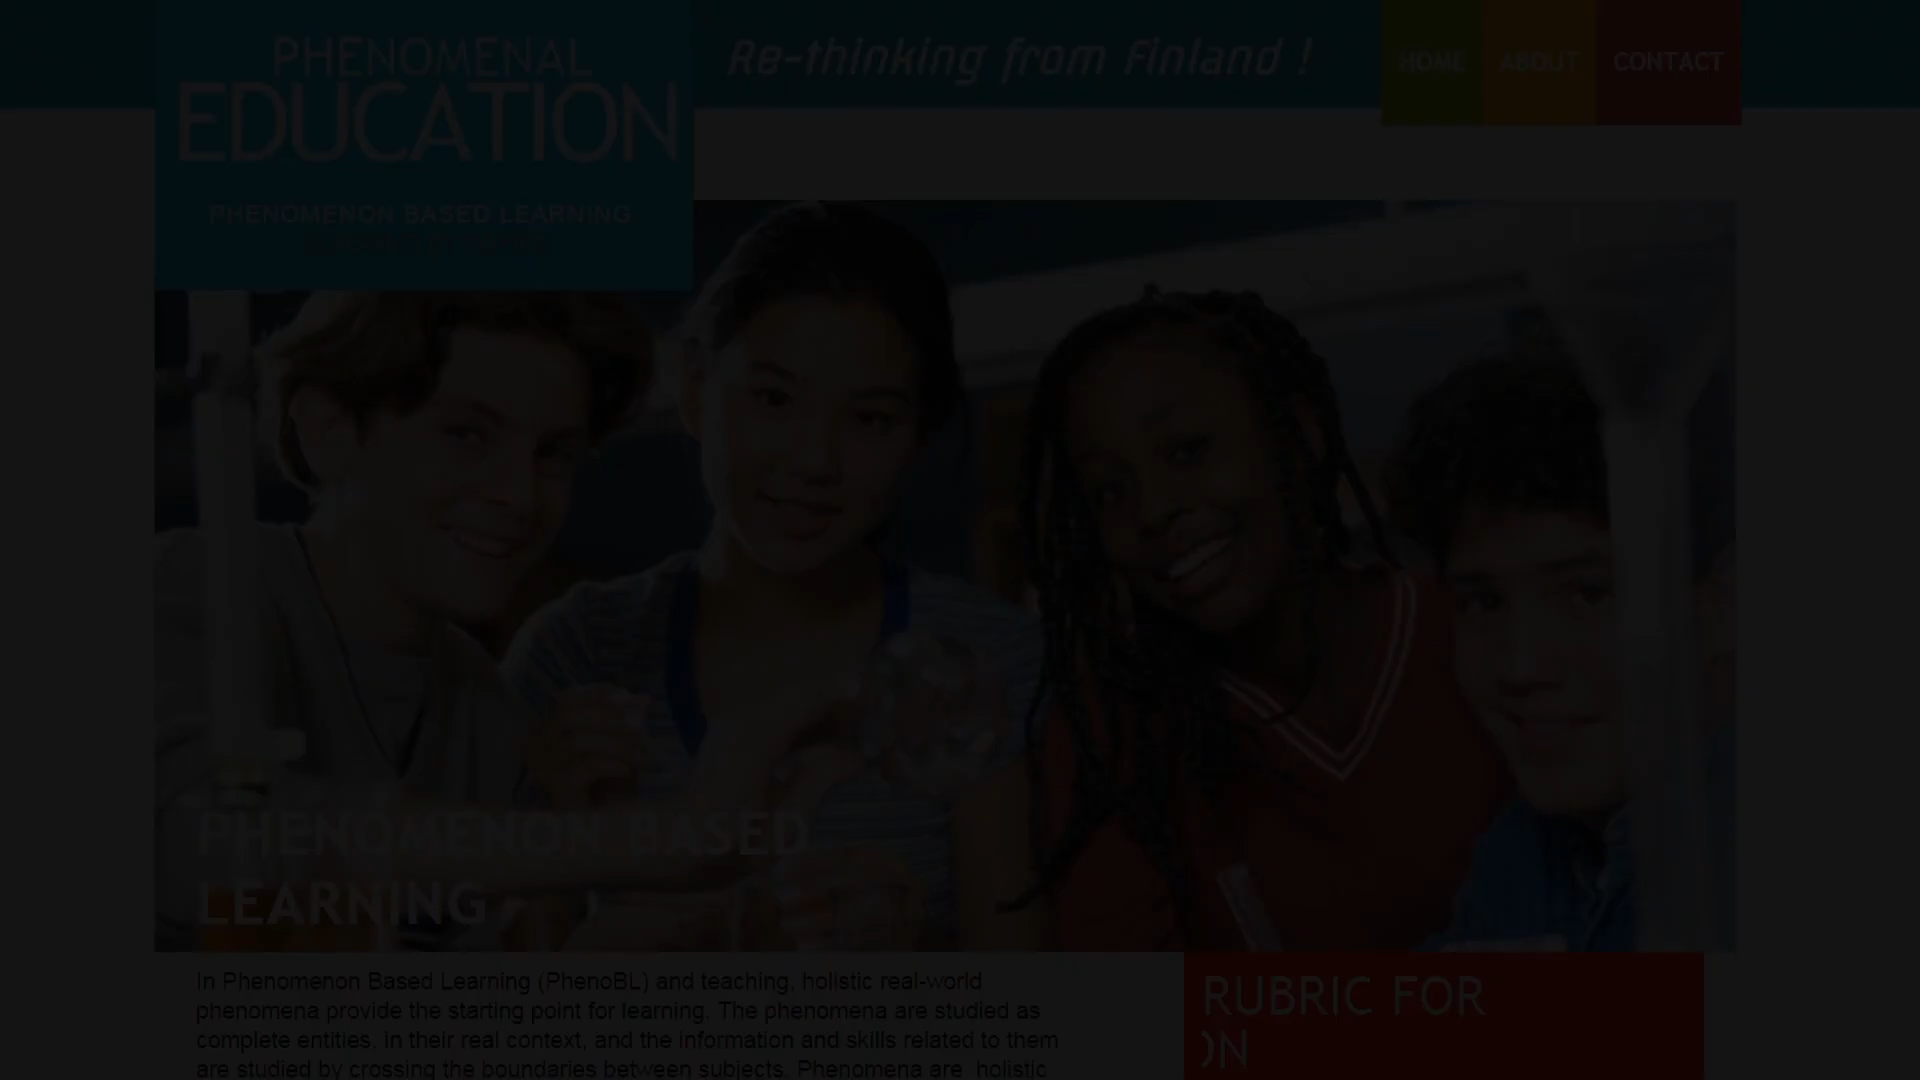 PHENOMENAL
EDUCATION
Re-thinking from Finland !
HOME ABOUT CONTACT
PHENOMENON BASED LEARNING
PHENOMENON BASED
LEARNING
In Phenomenon Based Learning (PhenoBL) and teaching, holistic real-world
phenomena provide the starting point for learning. The phenomena are studied as
complete entities, in their real context, and the information and skills related to them
are studied by crossing the boundaries between subjects. Phenomena are holistic
RUBRIC FOR